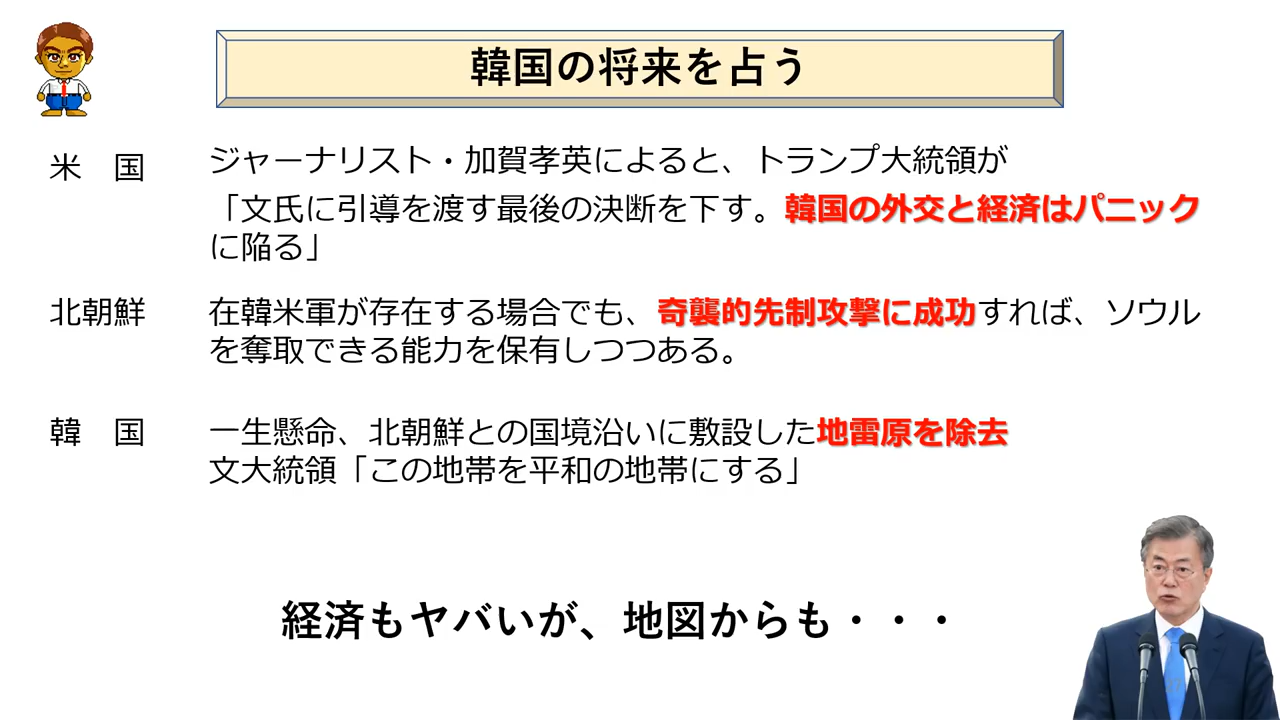 韓国の将来を占う
米　国
ジャーナリスト・加賀孝英によると、トランプ大統領が
「文氏に引導を渡す最後の決断を下す。韓国の外交と経済はパニック
に陥る」
北朝鮮
在韓米軍が存在する場合でも、奇襲的先制攻撃に成功すれば、ソウル
を奪取できる能力を保有しつつある。
韓　国
一生懸命、北朝鮮との国境沿いに敷設した地雷原を除去
文大統領「この地帯を平和の地帯にする」
経済もヤバいが、地図からも・・・